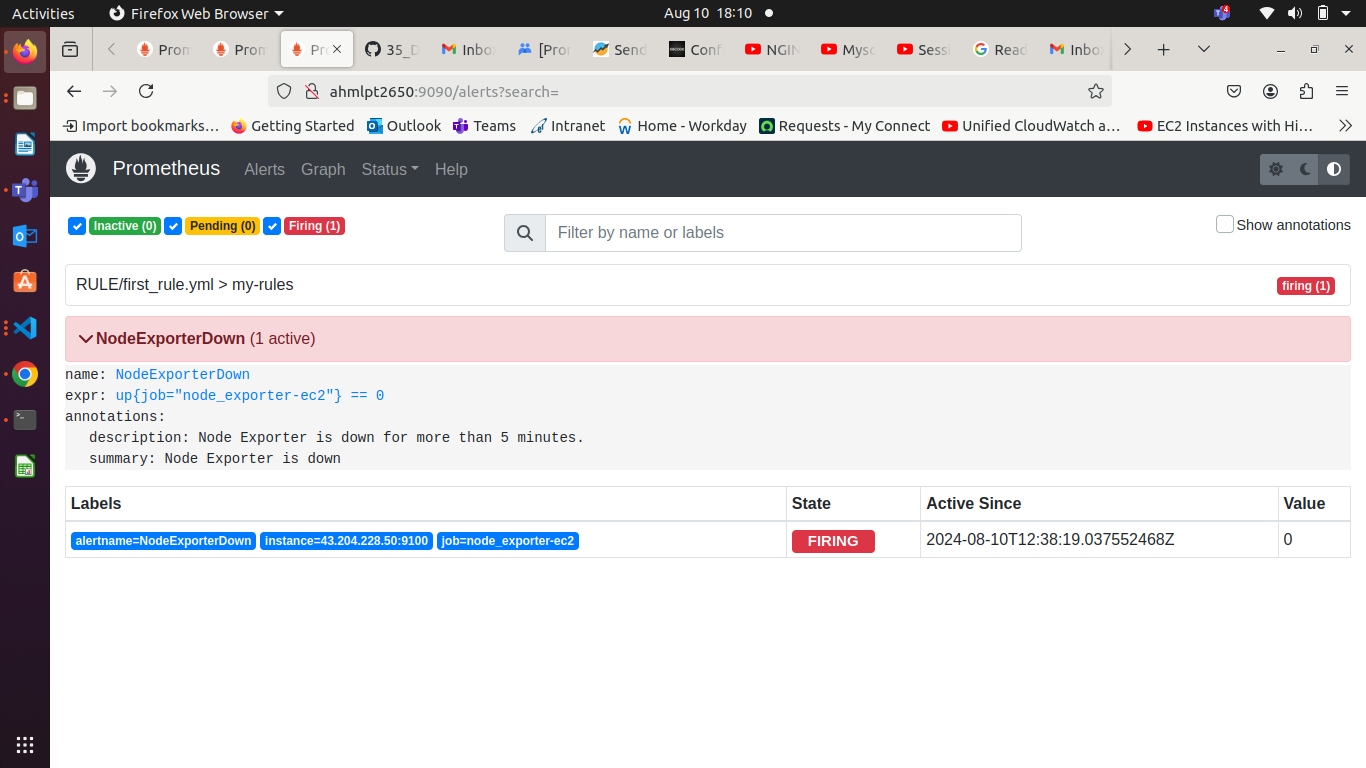 Activities Firefox Web Browser Aug 10 18:10 4
Prom Prom Pr 35_D Inbo [Pron Send Conf NGIN Myso Sessi Read Inbo
ahmlpt2650:9090/alerts?search=
Import bookmarks… Getting Started Outlook Teams Intranet Home - Workday Requests - My Connect Unified CloudWatch a… EC2 Instances with Hi…
Prometheus Alerts Graph Status Help
Inactive (0) Pending (0) Firing (1) Filter by name or labels Show annotations
RULE/first_rule.yml > my-rules firing (1)
NodeExporterDown (1 active)
name: NodeExporterDown
expr: up{job="node_exporter-ec2"} == 0
annotations:
description: Node Exporter is down for more than 5 minutes.
summary: Node Exporter is down
Labels State Active Since Value
alertname=NodeExporterDown instance=43.204.228.50:9100 job=node_exporter-ec2 FIRING 2024-08-10T12:38:19.037552468Z 0